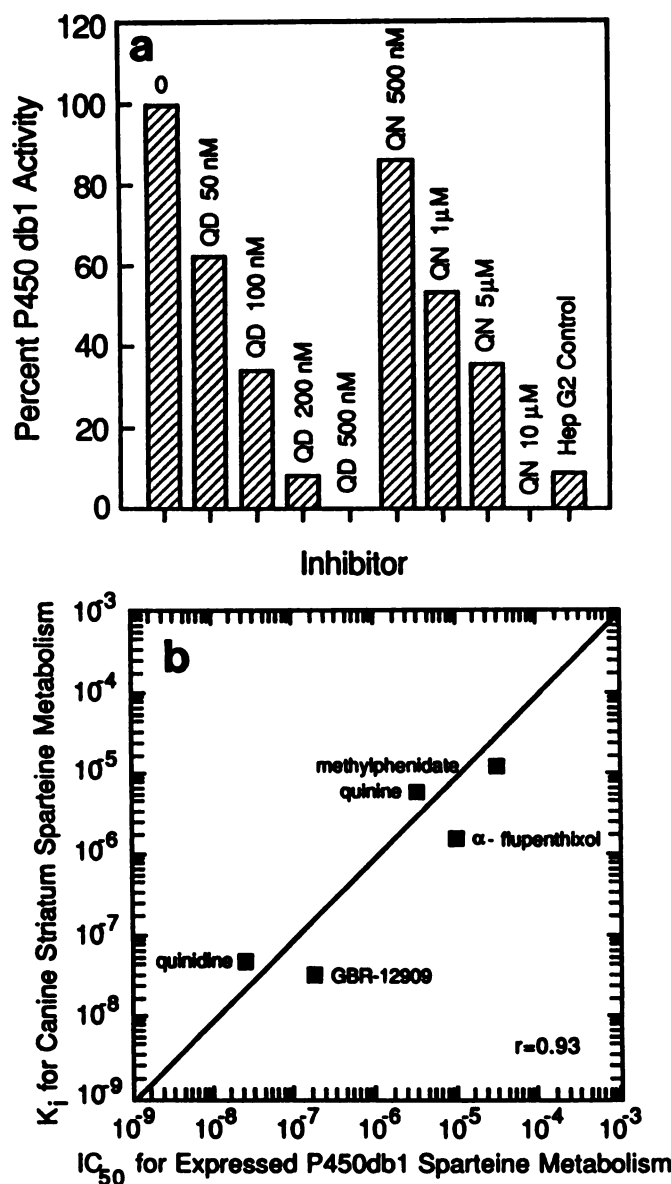 a
Percent P450 db1 Activity
120
100
80
60
40
20
0
0
QD 50 nM
QD 100 nM
QD 200 nM
QD 500 nM
QN 500 nM
QN 1µM
QN 5µM
QN 10 µM
Hep G2 Control
Inhibitor
b
Ki for Canine Striatum Sparteine Metabolism
10-3
10-4
10-5
10-6
10-7
10-8
10-9
methylphenidate
quinine
α- flupenthixol
quinidine
GBR-12909
r=0.93
10-9 10-8 10-7 10-6 10-5 10-4 10-3
IC50 for Expressed P450db1 Sparteine Metabolism